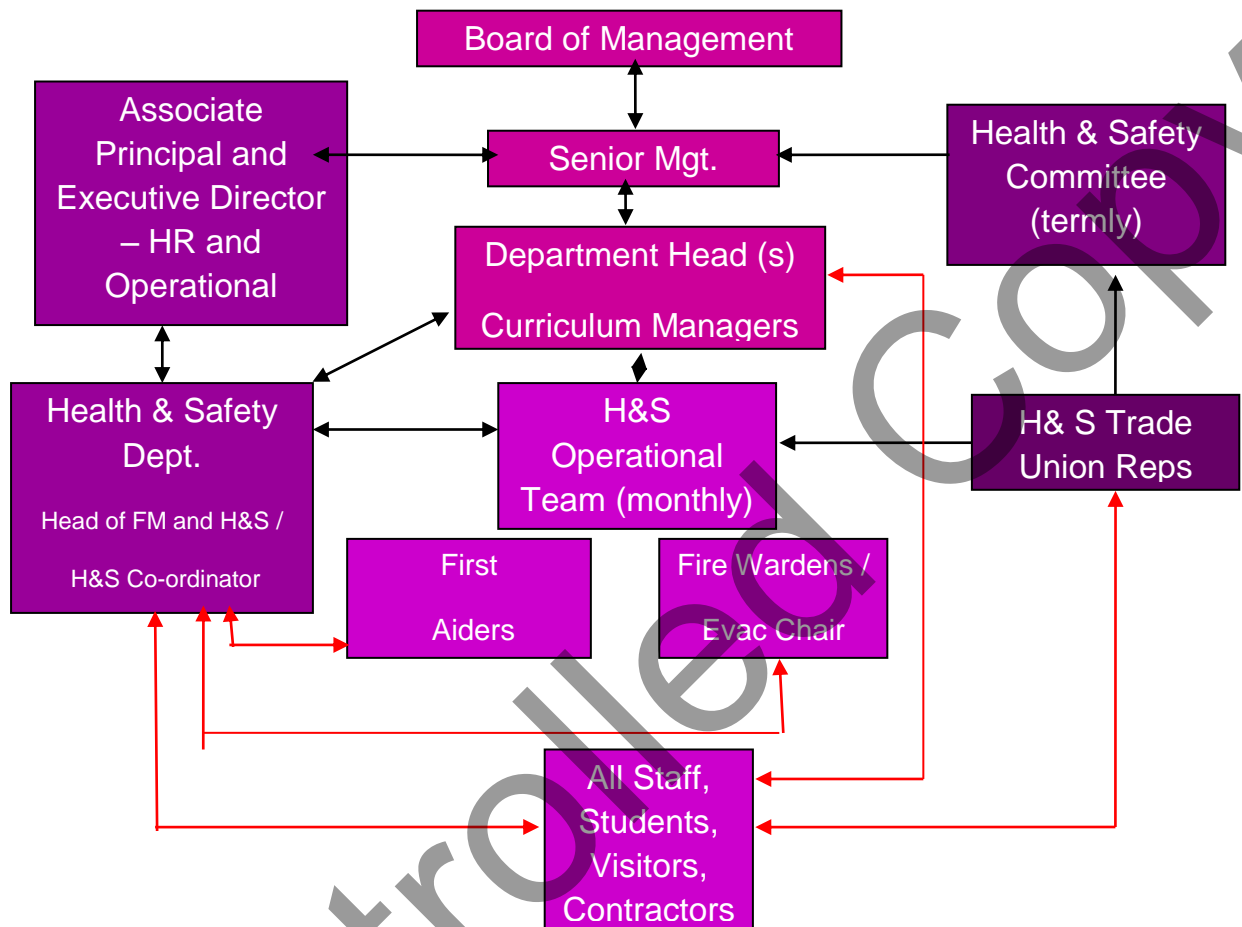 Board of Management
Associate
Principal and
Executive Director
– HR and
Operational
Senior Mgt.
Health & Safety
Committee
(termly)
Department Head (s)
Curriculum Managers
Health & Safety
Dept.
Head of FM and H&S /
H&S Co-ordinator
H&S
Operational
Team (monthly)
H& S Trade
Union Reps
First
Aiders
Fire Wardens /
Evac Chair
All Staff,
Students,
Visitors,
Contractors
trolled Copy